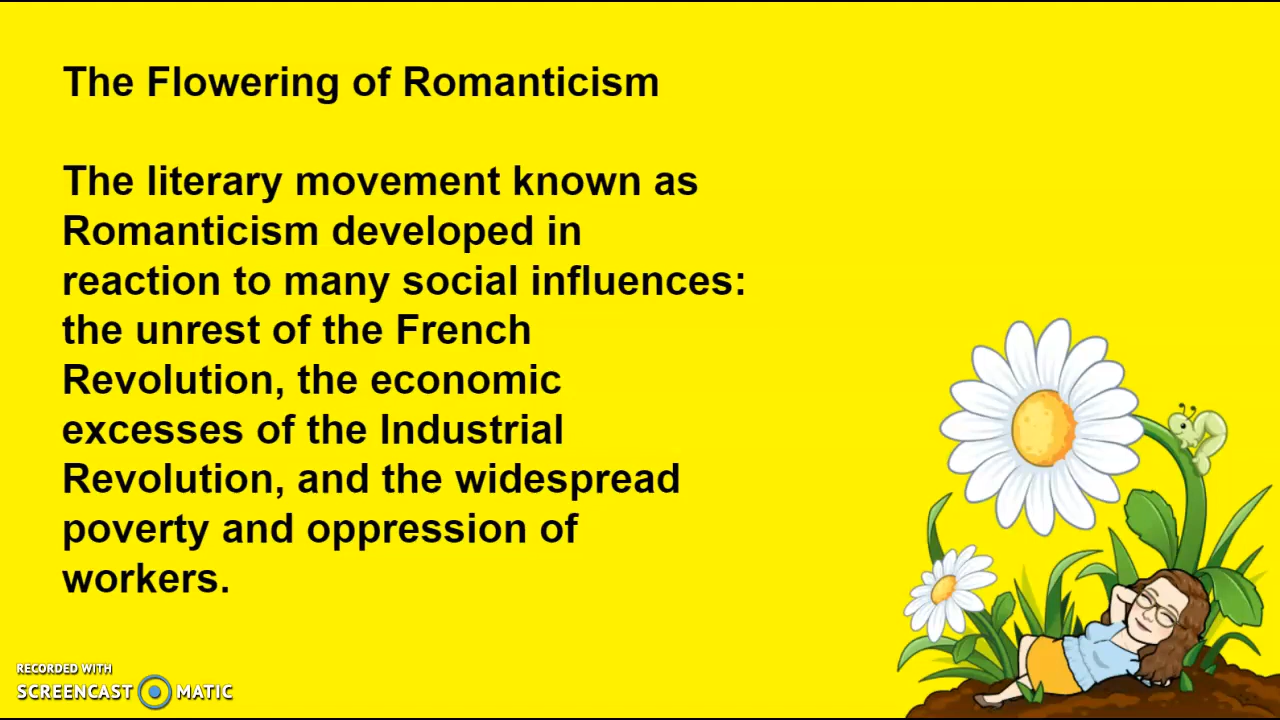 The Flowering of Romanticism
The literary movement known as
Romanticism developed in
reaction to many social influences:
the unrest of the French
Revolution, the economic
excesses of the Industrial
Revolution, and the widespread
poverty and oppression of
workers.
RECORDED WITH
SCREENCAST MATIC